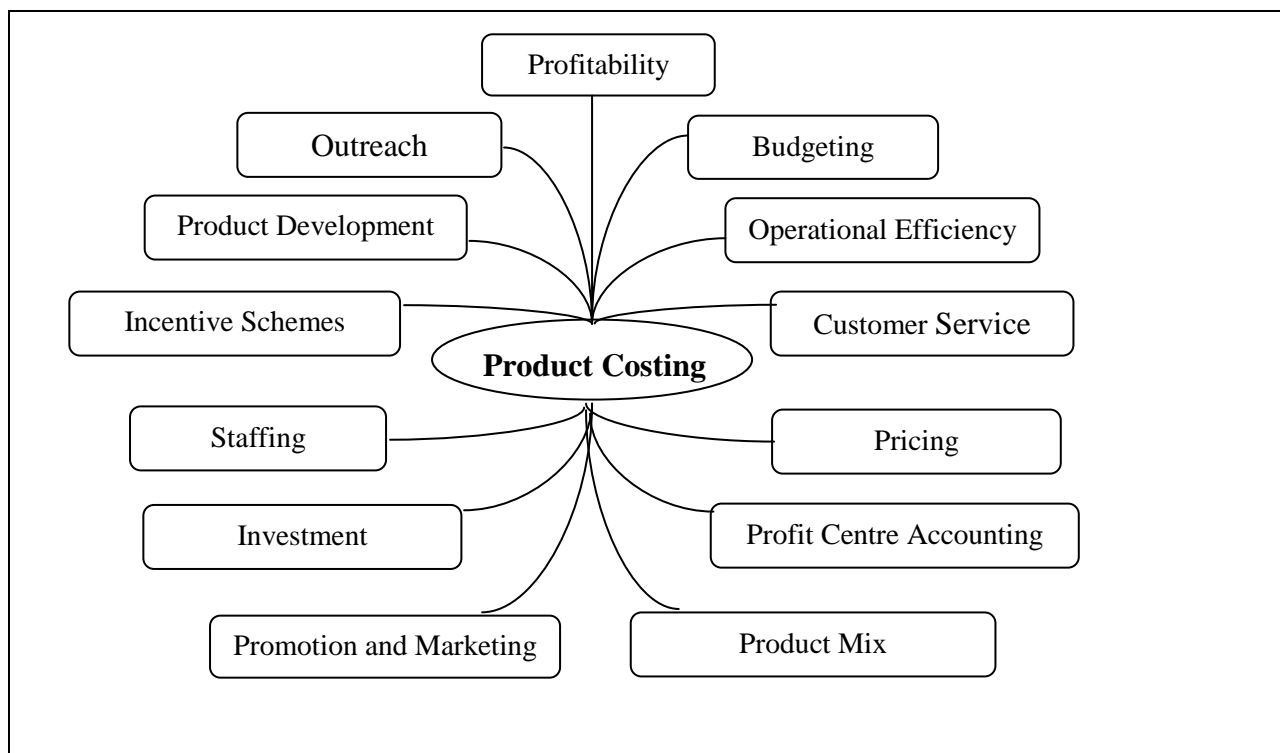 Profitability
Outreach
Budgeting
Product Development
Operational Efficiency
Incentive Schemes
Customer Service
Product Costing
Staffing
Pricing
Investment
Profit Centre Accounting
Promotion and Marketing
Product Mix